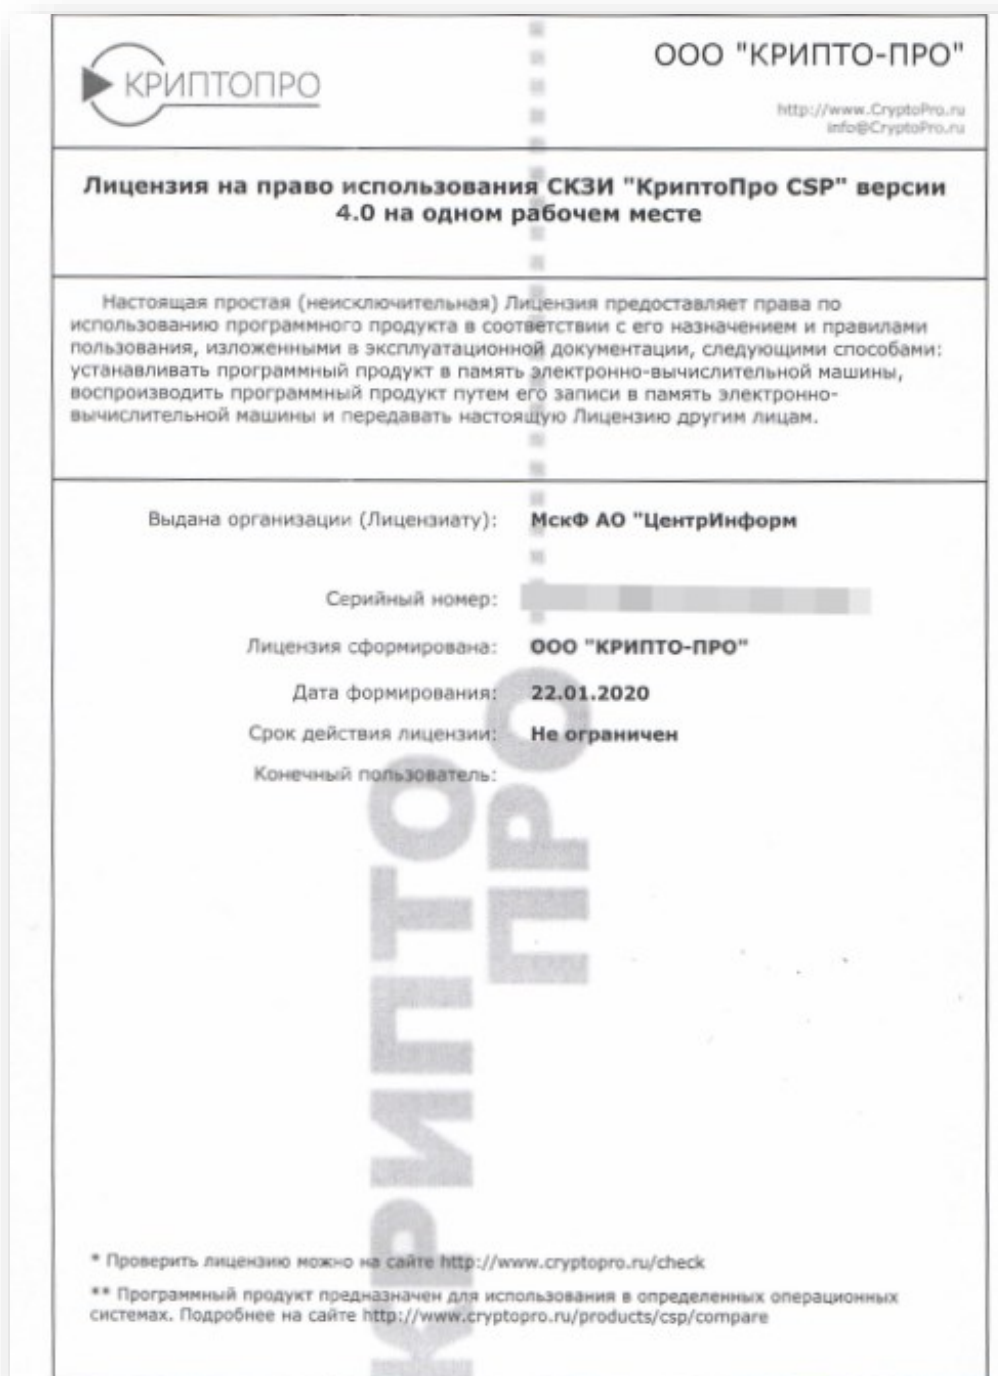 КРИПТОПРО
ООО "КРИПТО-ПРО"
http://www.CryptoPro.ru
info@CryptoPro.ru
Лицензия на право использования СКЗИ "КриптоПро CSP" версии
4.0 на одном рабочем месте
Настоящая простая (неисключительная) Лицензия предоставляет права по
использованию программного продукта в соответствии с его назначением и правилами
пользования, изложенными в эксплуатационной документации, следующими способами:
устанавливать программный продукт в память электронно-вычислительной машины,
воспроизводить программный продукт путем его записи в память электронно-
вычислительной машины и передавать настоящую Лицензию другим лицам.
Выдана организации (Лицензиату): МскФ АО "ЦентрИнформ
Серийный номер:
Лицензия сформирована: ООО "КРИПТО-ПРО"
Дата формирования: 22.01.2020
Срок действия лицензии: Не ограничен
Конечный пользователь:
КРИПТО
ПРО
* Проверить лицензию можно на сайте http://www.cryptopro.ru/check
** Программный продукт предназначен для использования в определенных операционных
системах. Подробнее на сайте http://www.cryptopro.ru/products/csp/compare